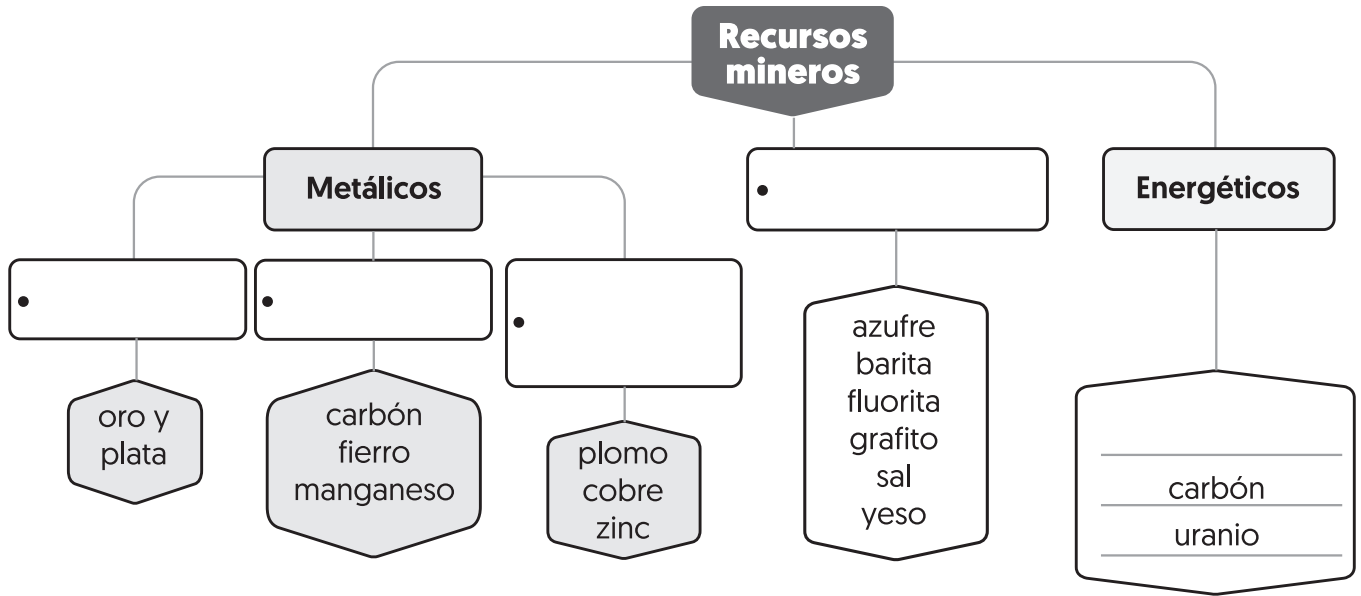 Recursos
mineros
Metálicos
•
Energéticos
•
•
•
oro y
plata
carbón
fierro
manganeso
plomo
cobre
zinc
azufre
barita
fluorita
grafito
sal
yeso
carbón
uranio